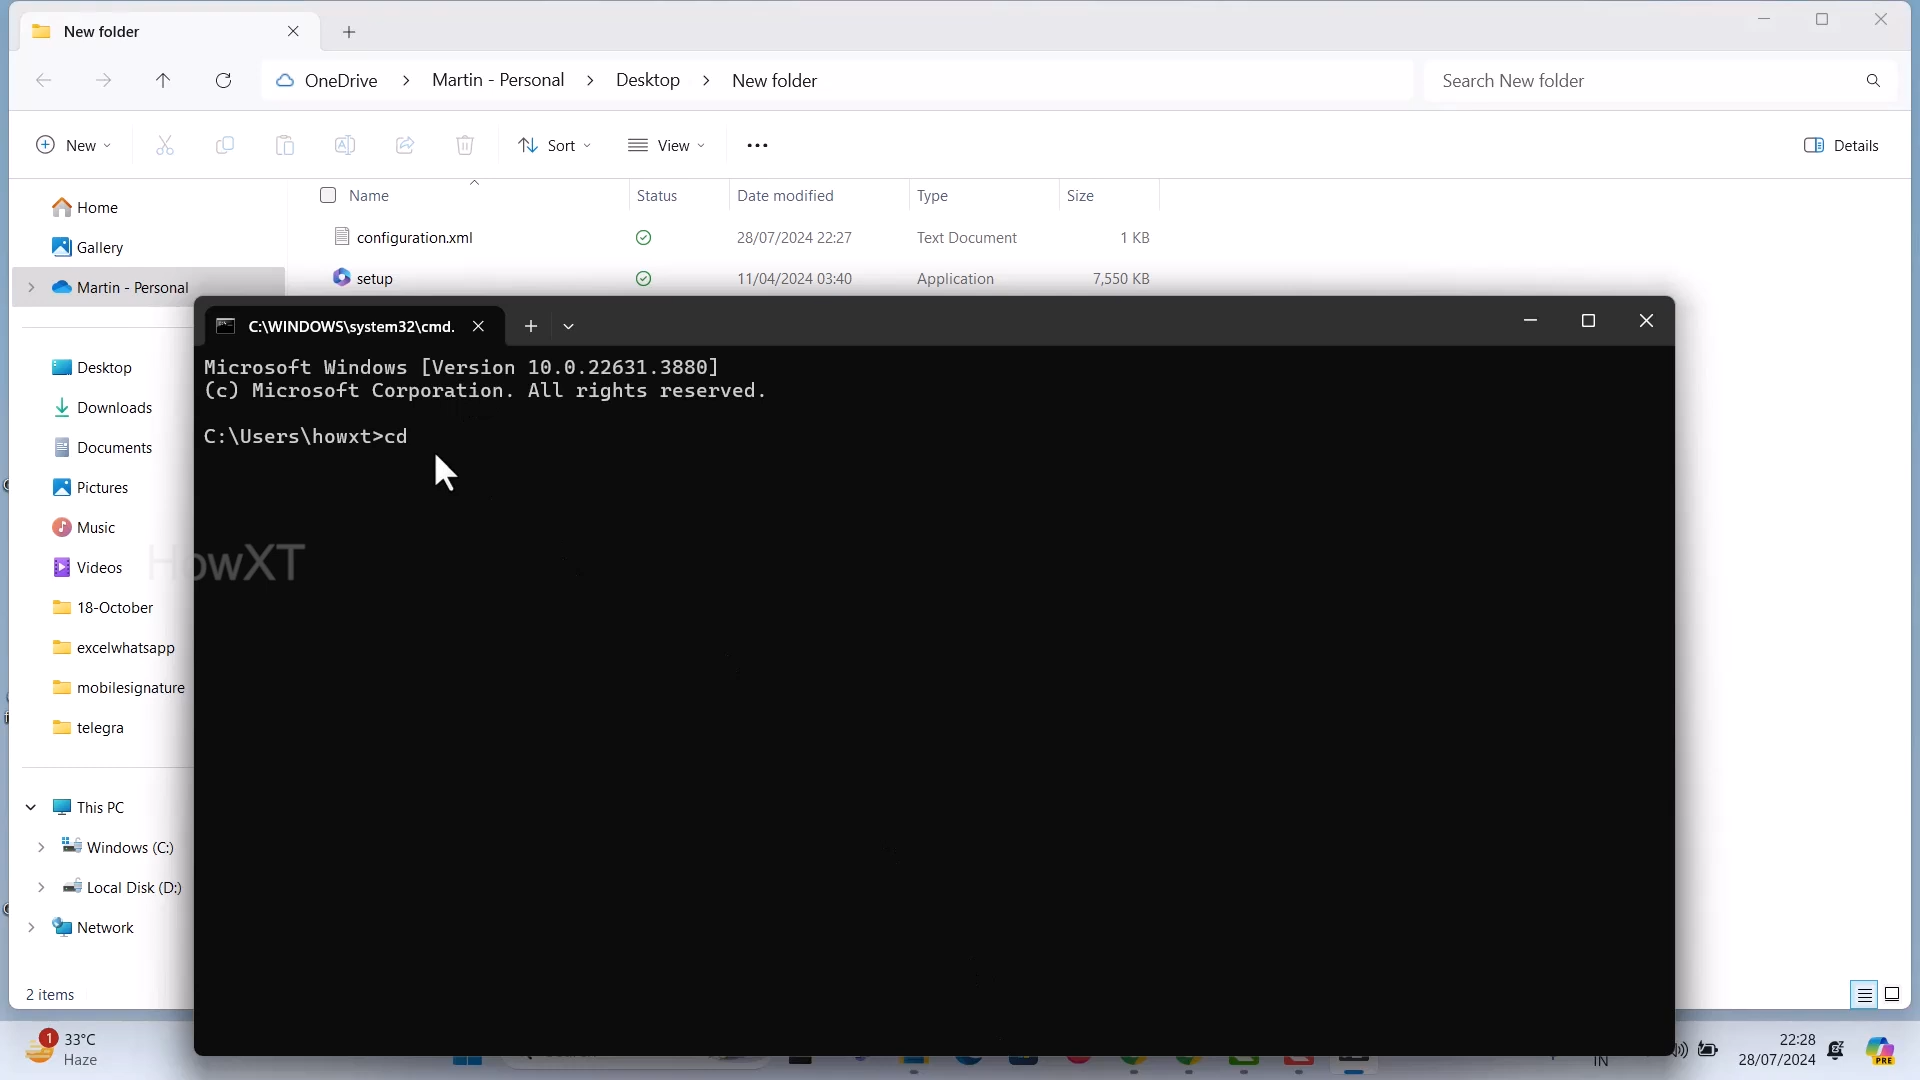 New folder
OneDrive > Martin - Personal > Desktop > New folder
Search New folder
New
Sort
View
Details
Name Status Date modified Type Size
configuration.xml 28/07/2024 22:27 Text Document 1 KB
setup 11/04/2024 03:40 Application 7,550 KB
Home
Gallery
Martin - Personal
Desktop
Downloads
Documents
Pictures
Music
Videos
18-October
excelwhatsapp
mobilesignature
telegra
This PC
Windows (C:)
Local Disk (D:)
Network
2 items
C:\WINDOWS\system32\cmd.
Microsoft Windows [Version 10.0.22631.3880]
(c) Microsoft Corporation. All rights reserved.
C:\Users\howxt>cd
HowXT
1
33°C
Haze
IN
22:28
28/07/2024
PRE